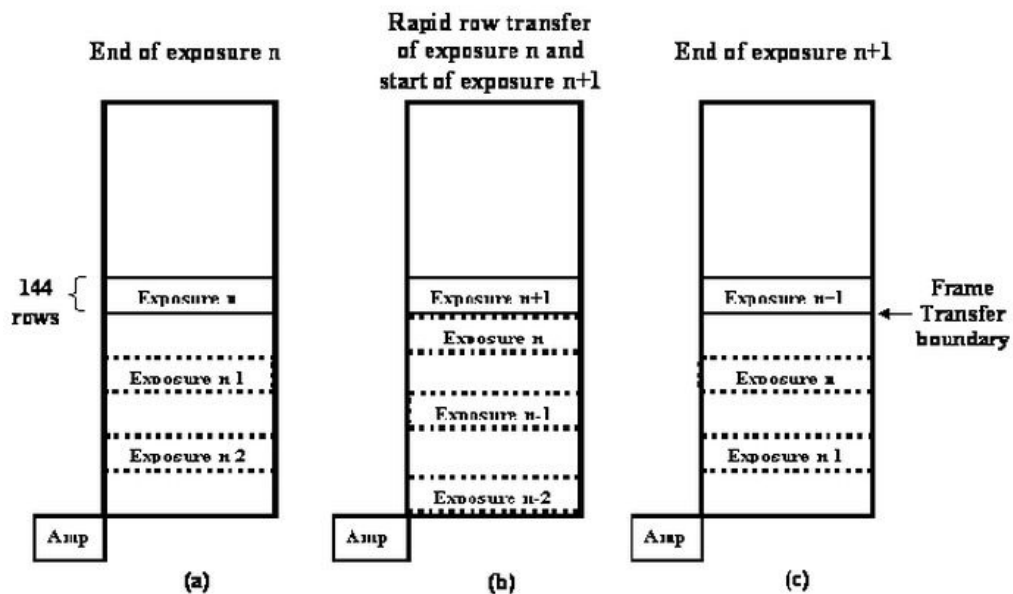 End of exposure n
Rapid row transfer
of exposure n and
start of exposure n+1
End of exposure n+1
144
rows
Exposure n
Exposure n 1
Exposure n 2
Amp
(a)
Exposure n+1
Exposure n
Exposure n-1
Exposure n-2
Amp
(b)
Exposure n−1
Exposure n
Exposure n 1
Amp
(c)
Frame
Transfer
boundary